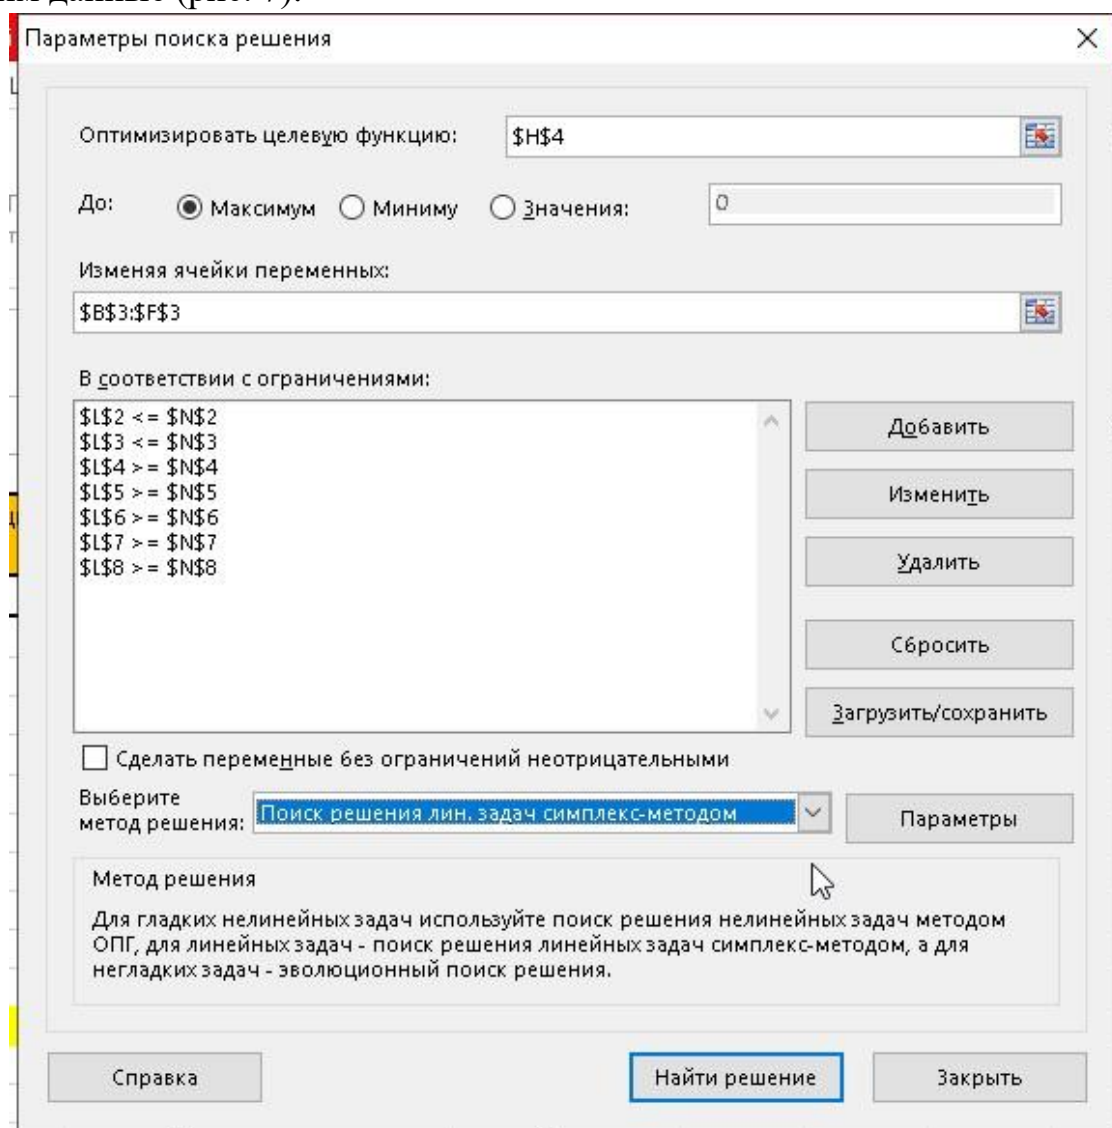 Параметры поиска решения
Оптимизировать целевую функцию: $H$4
До: Максимум Миниму Значения: 0
Изменяя ячейки переменных:
$B$3:$F$3
В соответствии с ограничениями:
$L$2 <= $N$2
$L$3 <= $N$3
$L$4 >= $N$4
$L$5 >= $N$5
$L$6 >= $N$6
$L$7 >= $N$7
$L$8 >= $N$8
Добавить
Изменить
Удалить
Сбросить
Загрузить/сохранить
Сделать переменные без ограничений неотрицательными
Выберите
метод решения: Поиск решения лин. задач симплекс-методом Параметры
Метод решения
Для гладких нелинейных задач используйте поиск решения нелинейных задач методом
ОПГ, для линейных задач - поиск решения линейных задач симплекс-методом, а для
негладких задач - эволюционный поиск решения.
Справка Найти решение Закрыть